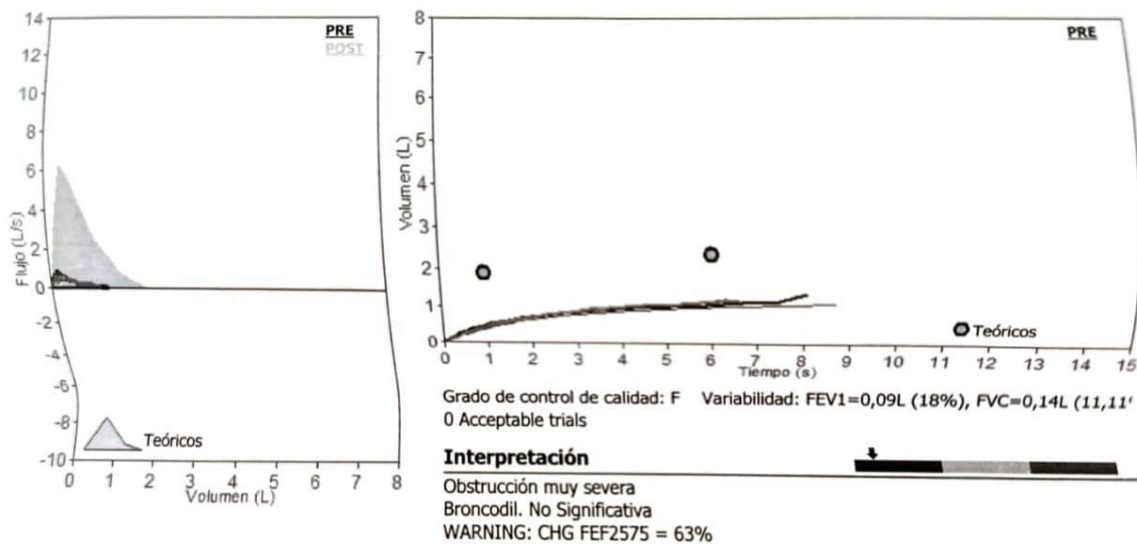 14
12
10
8
6
4
2
0
-2
-4
-6
-8
-10
Flujo (L/s)
PRE
POST
Teóricos
0 1 2 3 4 5 6 7 8
Volumen (L)
8
7
6
5
4
3
2
1
0
Volumen (L)
PRE
Teóricos
0 1 2 3 4 5 6 7 8 9 10 11 12 13 14 15
Tiempo (s)
Grado de control de calidad: F Variabilidad: FEV1=0,09L (18%), FVC=0,14L (11,11
0 Acceptable trials
Interpretación
Obstrucción muy severa
Broncodil. No Significativa
WARNING: CHG FEF2575 = 63%